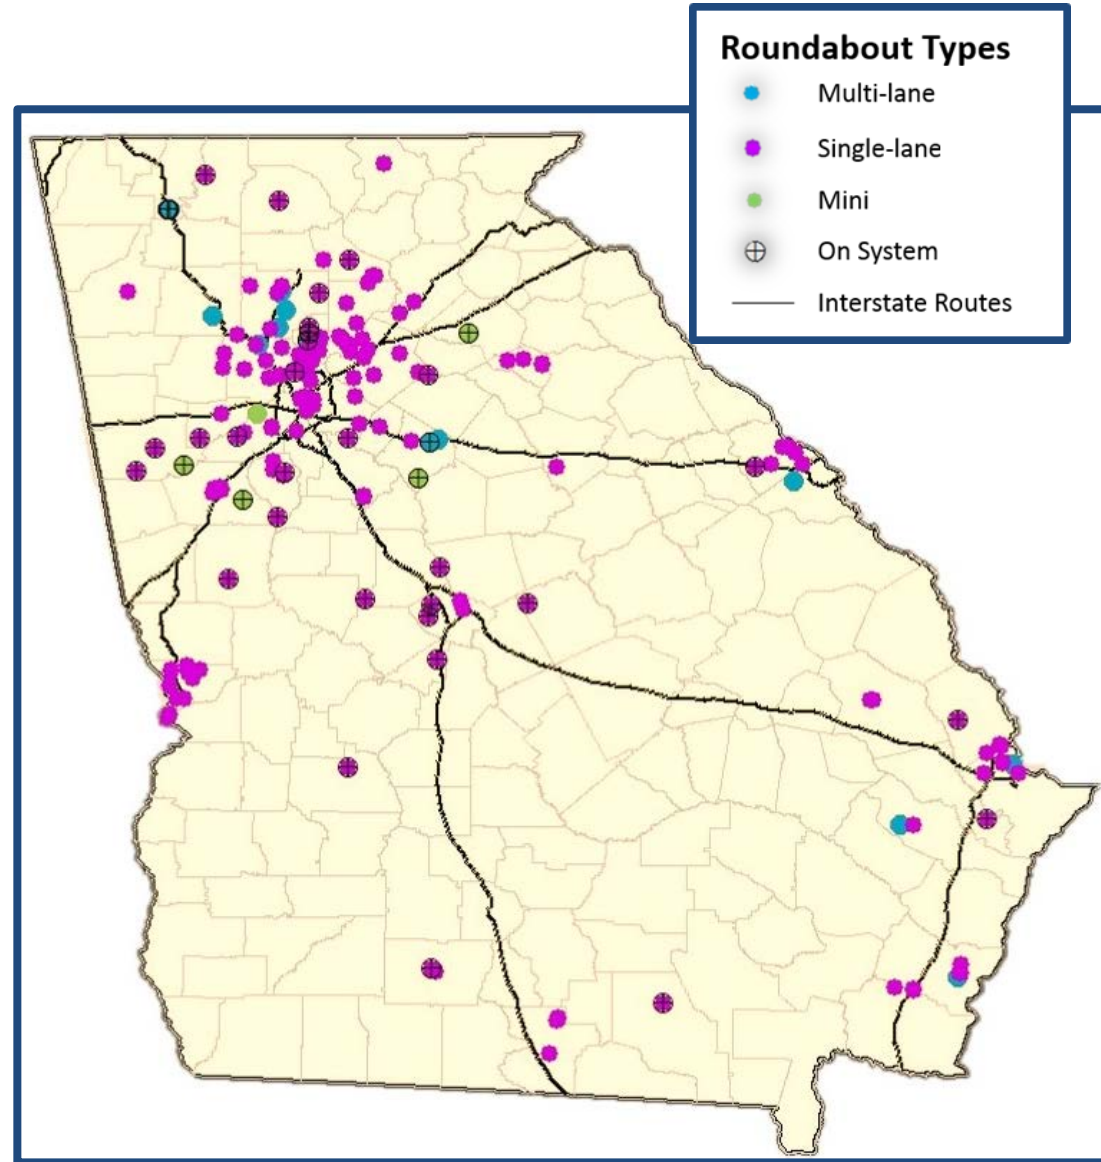 Roundabout Types
Multi-lane
Single-lane
Mini
On System
Interstate Routes